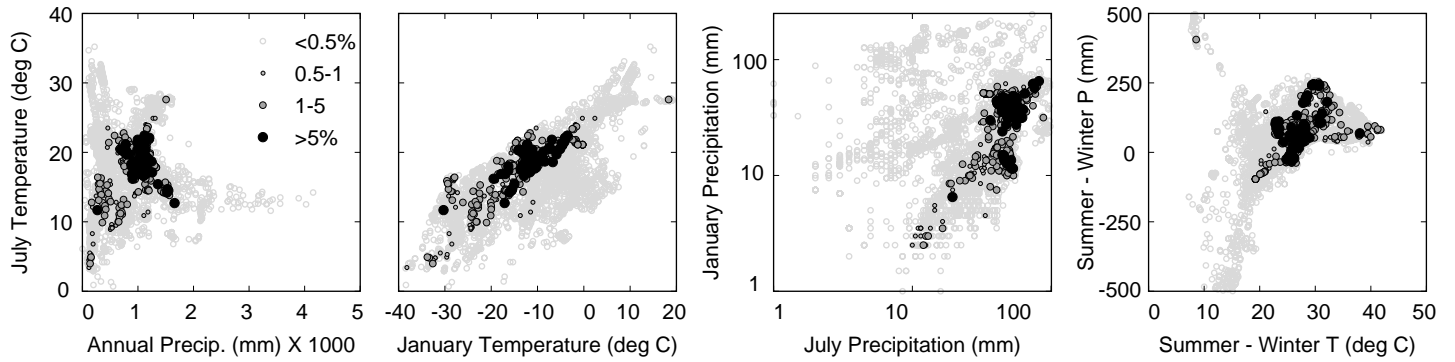 July Temperature (deg C)
40
30
20
10
0
<0.5%
0.5-1
1-5
>5%
0 1 2 3 4 5
Annual Precip. (mm) X 1000
-40 -30 -20 -10 0 10 20
January Temperature (deg C)
January Precipitation (mm)
100
10
1
1 10 100
July Precipitation (mm)
Summer - Winter P (mm)
500
250
0
-250
-500
0 10 20 30 40 50
Summer - Winter T (deg C)